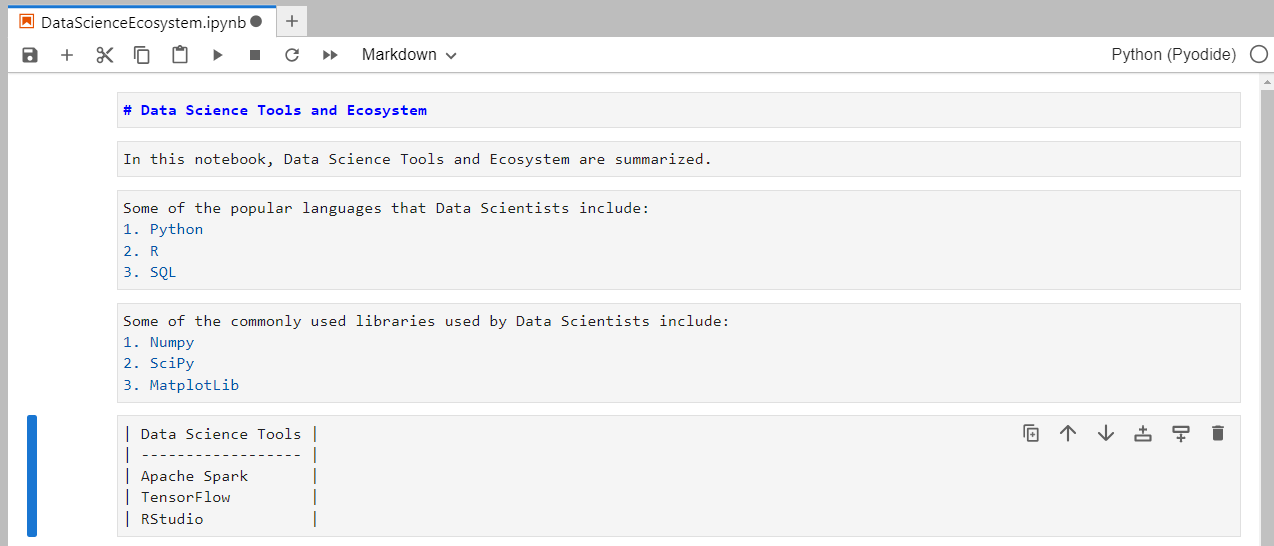 DataScienceEcosystem.ipynb
Markdown
Python (Pyodide)
# Data Science Tools and Ecosystem
In this notebook, Data Science Tools and Ecosystem are summarized.
Some of the popular languages that Data Scientists include:
1. Python
2. R
3. SQL
Some of the commonly used libraries used by Data Scientists include:
1. Numpy
2. SciPy
3. MatplotLib
| Data Science Tools |
| ------------------ |
| Apache Spark       |
| TensorFlow         |
| RStudio            |